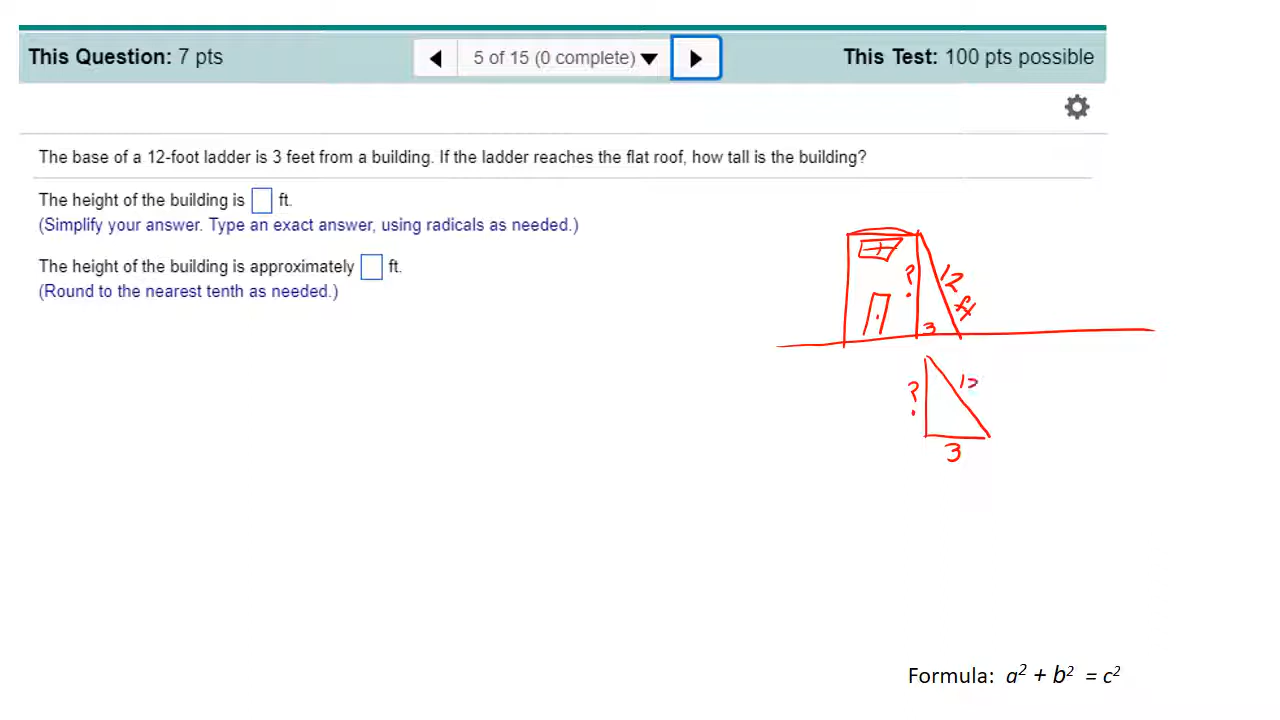 This Question: 7 pts
5 of 15 (0 complete)
This Test: 100 pts possible
The base of a 12-foot ladder is 3 feet from a building. If the ladder reaches the flat roof, how tall is the building?
The height of the building is ft.
(Simplify your answer. Type an exact answer, using radicals as needed.)
The height of the building is approximately ft.
(Round to the nearest tenth as needed.)
? 12 ft
3
? 12
3
Formula: a² + b² = c²